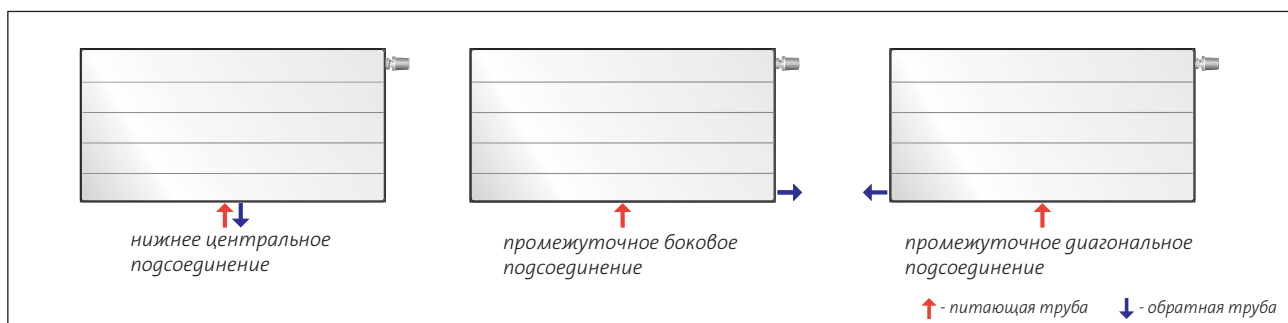 нижнее центральное
подсоединение
промежуточное боковое
подсоединение
промежуточное диагональное
подсоединение
- питающая труба
- обратная труба